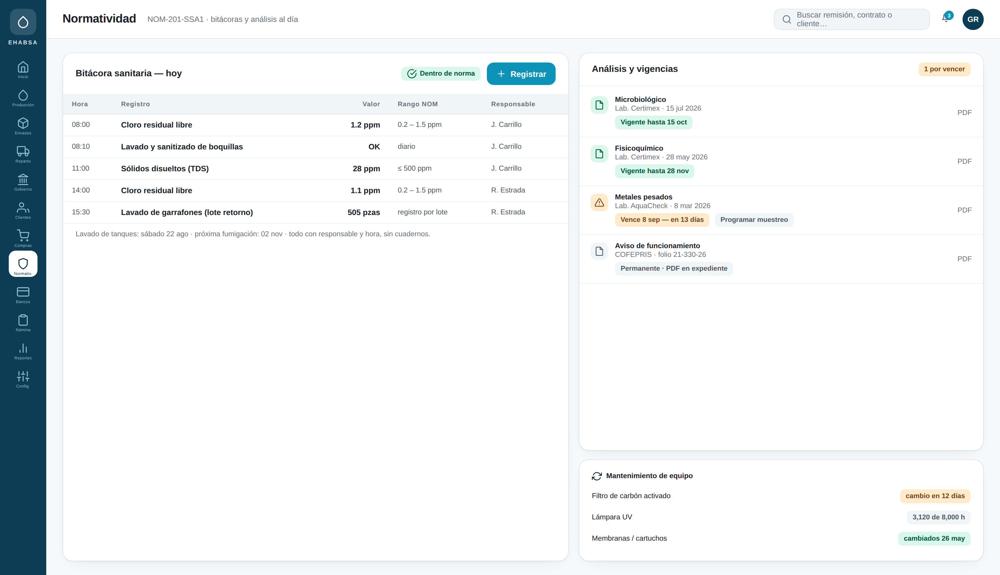 EHABSA
Inicio
Producción
Envases
Reparto
Gobierno
Clientes
Compras
Normativ.
Bancos
Nómina
Reportes
Config.
Normatividad
NOM-201-SSA1 · bitácoras y análisis al día
Buscar remisión, contrato o
cliente…
3
GR
Bitácora sanitaria — hoy
Dentro de norma
Registrar
Hora Registro Valor Rango NOM Responsable
08:00 Cloro residual libre 1.2 ppm 0.2 – 1.5 ppm J. Carrillo
08:10 Lavado y sanitizado de boquillas OK diario J. Carrillo
11:00 Sólidos disueltos (TDS) 28 ppm ≤ 500 ppm J. Carrillo
14:00 Cloro residual libre 1.1 ppm 0.2 – 1.5 ppm R. Estrada
15:30 Lavado de garrafones (lote retorno) 505 pzas registro por lote R. Estrada
Lavado de tanques: sábado 22 ago · próxima fumigación: 02 nov · todo con responsable y hora, sin cuadernos.
Análisis y vigencias
1 por vencer
Microbiológico
Lab. Certimex · 15 jul 2026
Vigente hasta 15 oct
PDF
Fisicoquímico
Lab. Certimex · 28 may 2026
Vigente hasta 28 nov
PDF
Metales pesados
Lab. AquaCheck · 8 mar 2026
Vence 8 sep — en 13 días Programar muestreo
PDF
Aviso de funcionamiento
COFEPRIS · folio 21-330-26
Permanente · PDF en expediente
PDF
Mantenimiento de equipo
Filtro de carbón activado cambio en 12 días
Lámpara UV 3,120 de 8,000 h
Membranas / cartuchos cambiados 26 may